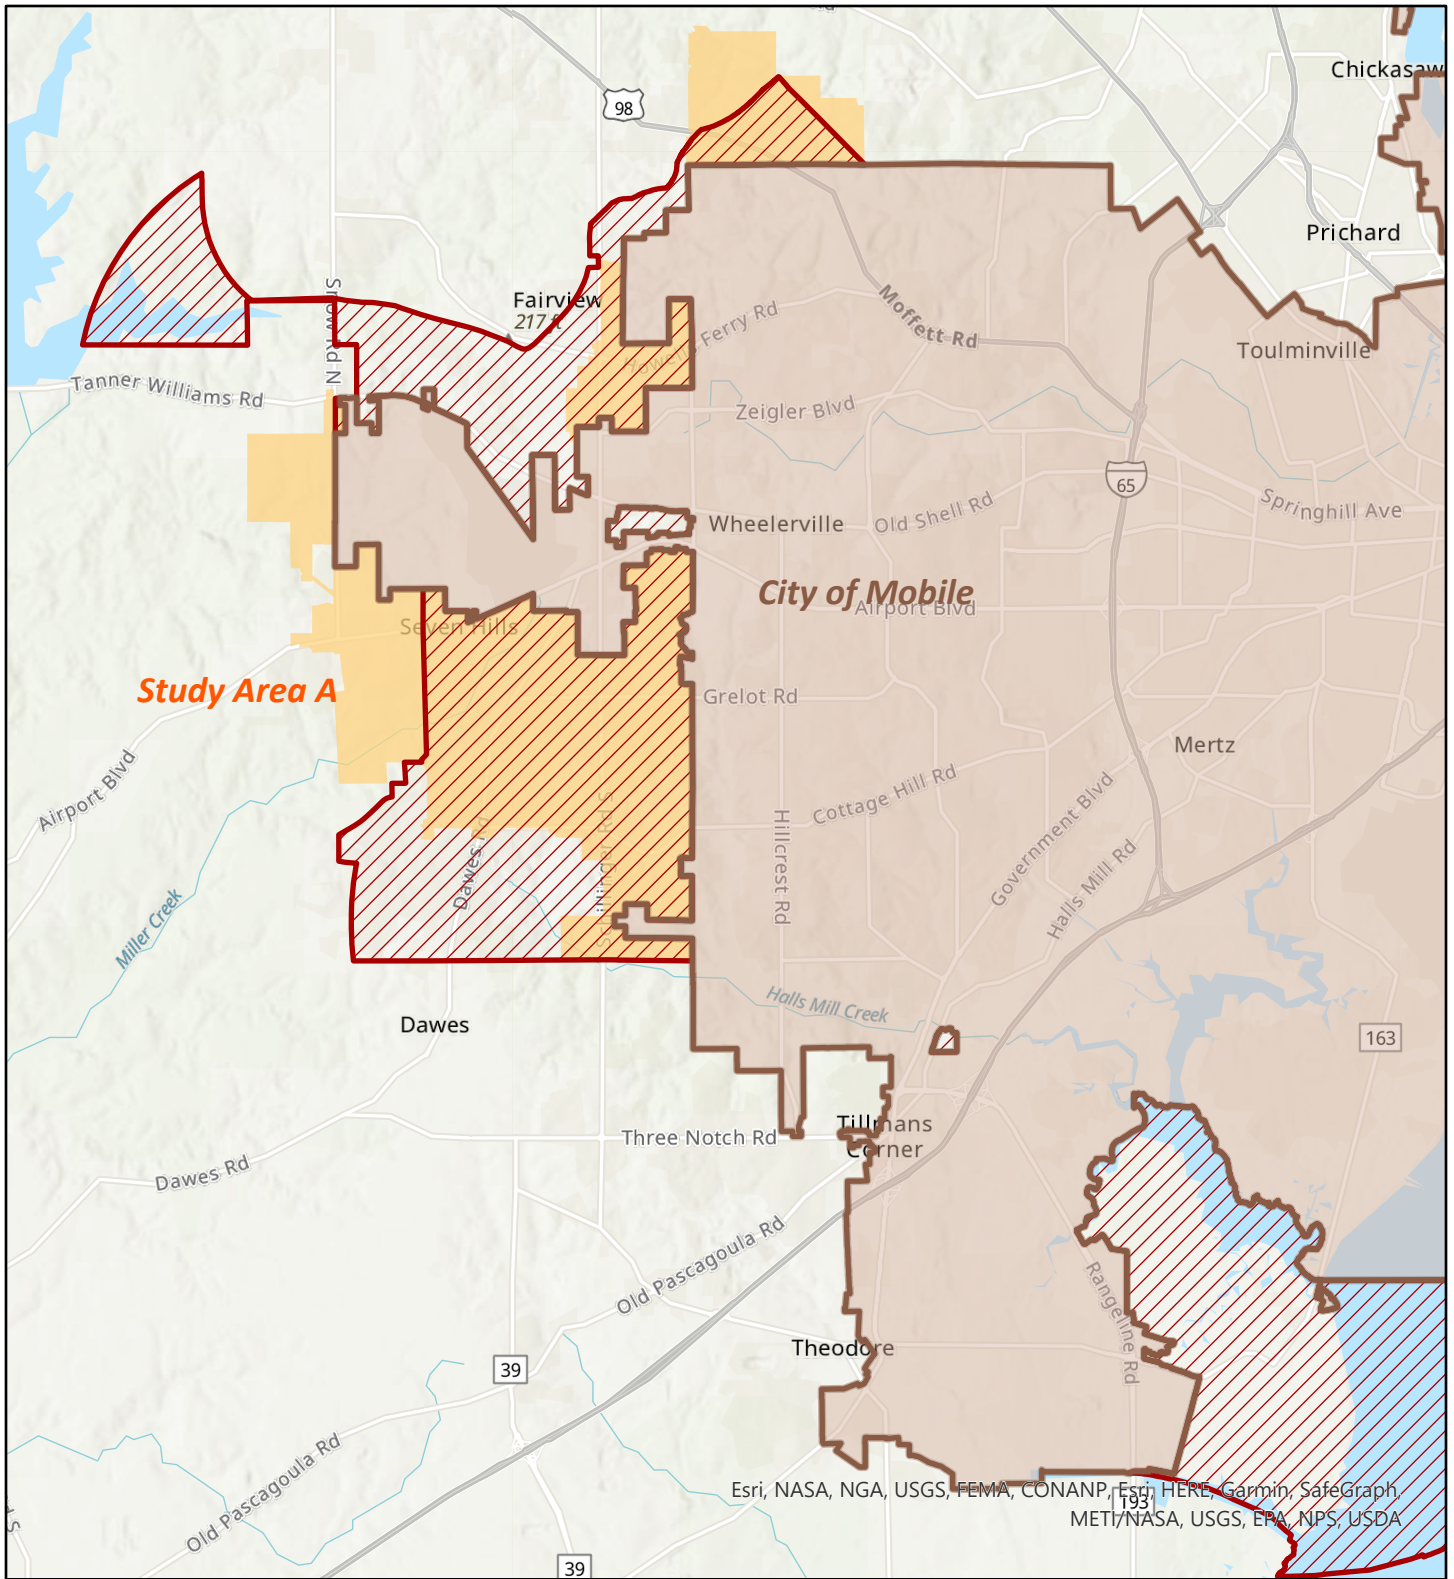 Chickasaw
98
Prichard
Snow Rd N
Fairview
217 ft
Howells Ferry Rd
Moffett Rd
Toulminville
Tanner Williams Rd
Zeigler Blvd
65
Springhill Ave
Wheelerville
Old Shell Rd
City of Mobile
Airport Blvd
Seven Hills
Study Area A
Grelot Rd
Mertz
Airport Blvd
Cottage Hill Rd
Government Blvd
Hillcrest Rd
Dawes Rd
Halls Mill Rd
Miller Creek
Halls Mill Creek
Dawes
163
Tillmans
Corner
Three Notch Rd
Dawes Rd
Old Pascagoula Rd
Rangeline Rd
Theodore
39
Old Pascagoula Rd
Esri, NASA, NGA, USGS, FEMA, CONANP, Esri, HERE, Garmin, SafeGraph,
METI/NASA, USGS, EPA, NPS, USDA
193
39